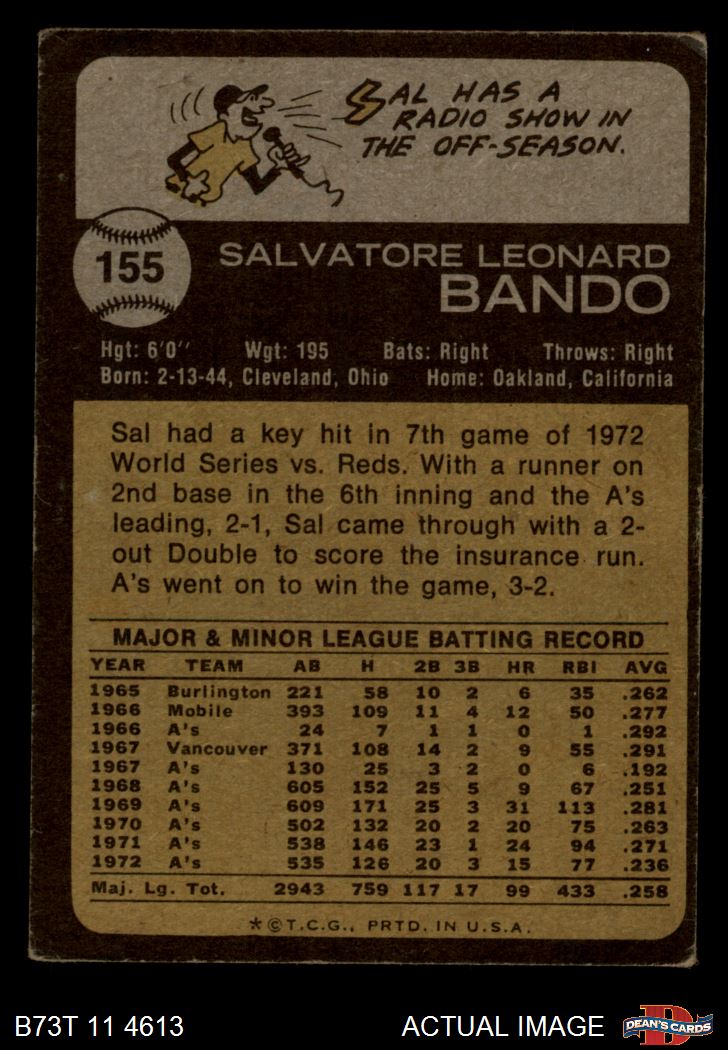 SAL HAS A
RADIO SHOW IN
THE OFF-SEASON.
155
SALVATORE LEONARD
BANDO
Hgt: 6'0" Wgt: 195 Bats: Right Throws: Right
Born: 2-13-44, Cleveland, Ohio Home: Oakland, California
Sal had a key hit in 7th game of 1972
World Series vs. Reds. With a runner on
2nd base in the 6th inning and the A's
leading, 2-1, Sal came through with a 2-
out Double to score the insurance run.
A's went on to win the game, 3-2.
MAJOR & MINOR LEAGUE BATTING RECORD
YEAR TEAM AB H 2B 3B HR RBI AVG
1965 Burlington 221 58 10 2 6 35 .262
1966 Mobile 393 109 11 4 12 50 .277
1966 A's 24 7 1 1 0 1 .292
1967 Vancouver 371 108 14 2 9 55 .291
1967 A's 130 25 3 2 0 6 .192
1968 A's 605 152 25 5 9 67 .251
1969 A's 609 171 25 3 31 113 .281
1970 A's 502 132 20 2 20 75 .263
1971 A's 538 146 23 1 24 94 .271
1972 A's 535 126 20 3 15 77 .236
Maj. Lg. Tot. 2943 759 117 17 99 433 .258
*©T.C.G., PRTD. IN U.S.A.
B73T 11 4613 ACTUAL IMAGE
D
DEAN'S CARDS